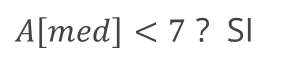 A[med] < 7 ? SI